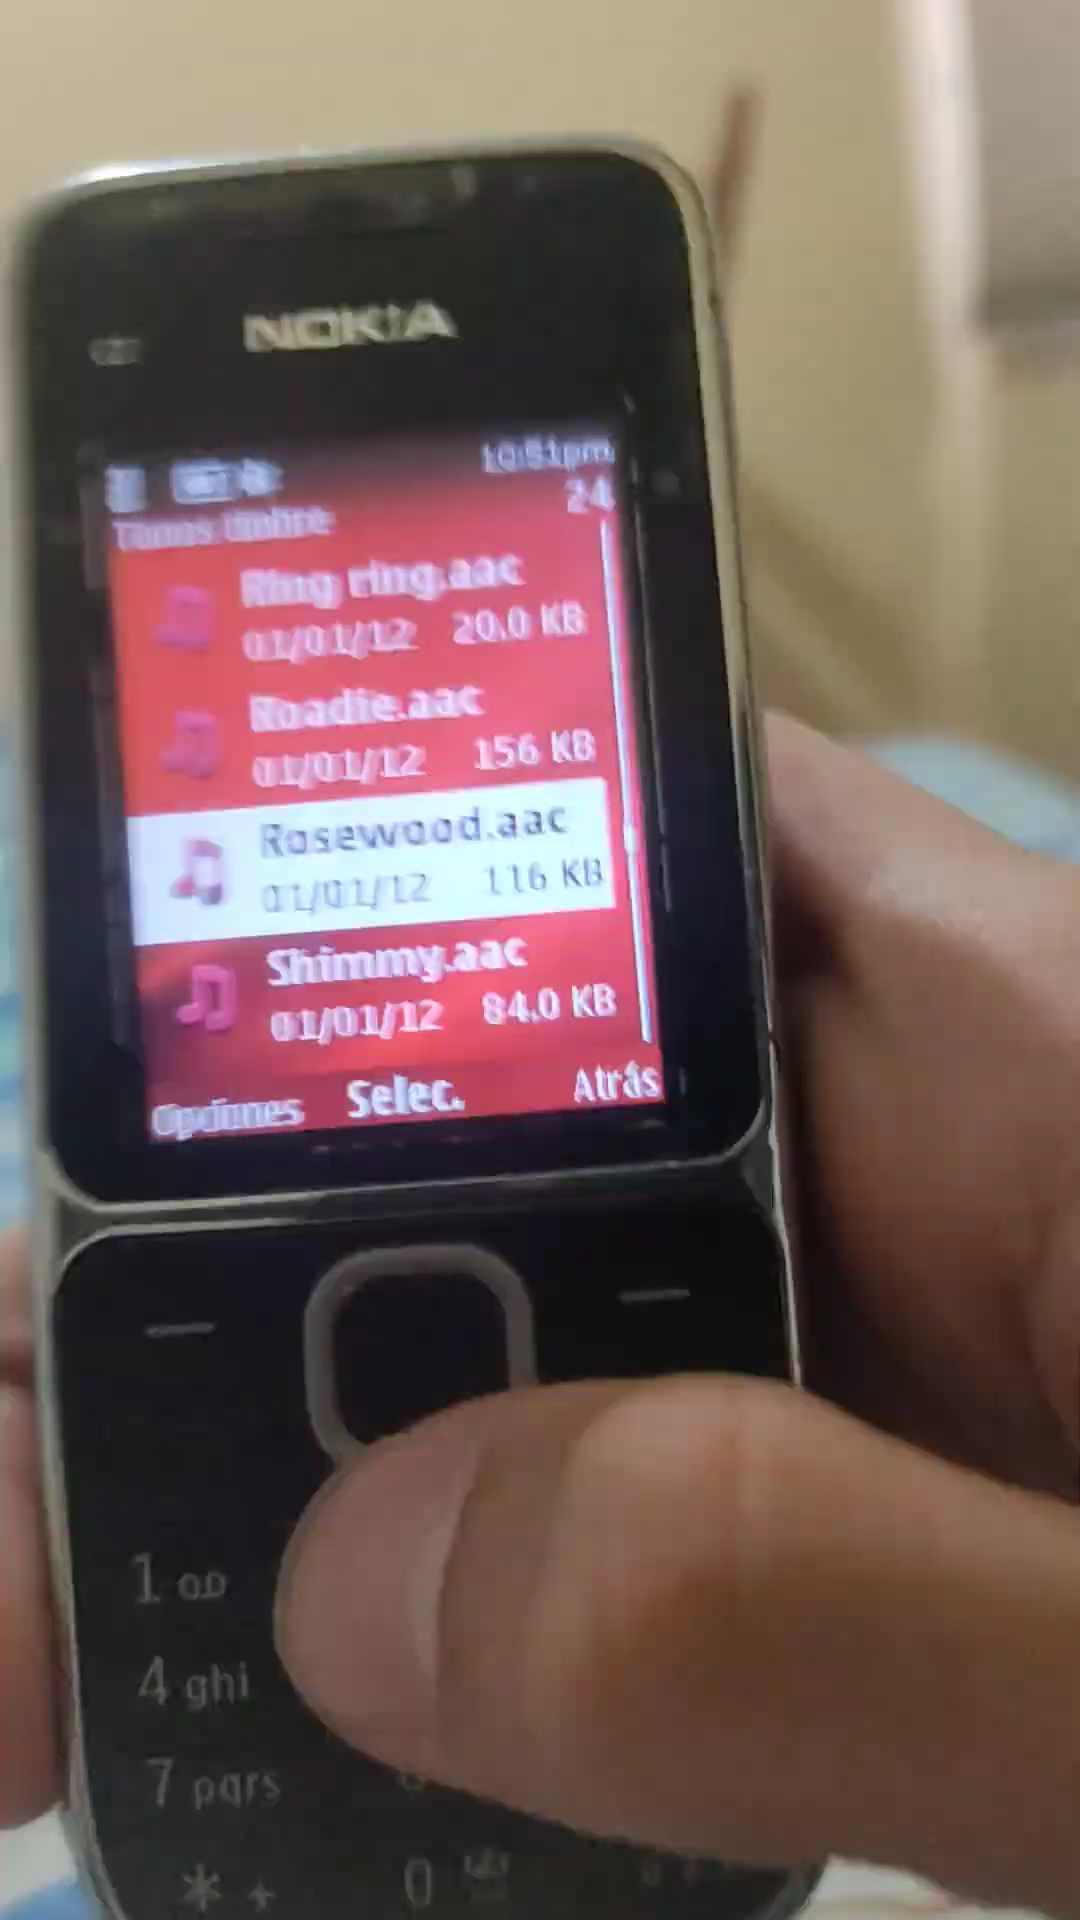 NOKIA
10:51pm
24
Tonos timbre
Ring ring.aac
01/01/12 20.0 KB
Roadie.aac
01/01/12 156 KB
Rosewood.aac
01/01/12 116 KB
Shimmy.aac
01/01/12 84.0 KB
Opciones Selec. Atrás
1
4 ghi
7 pqrs
* +
0